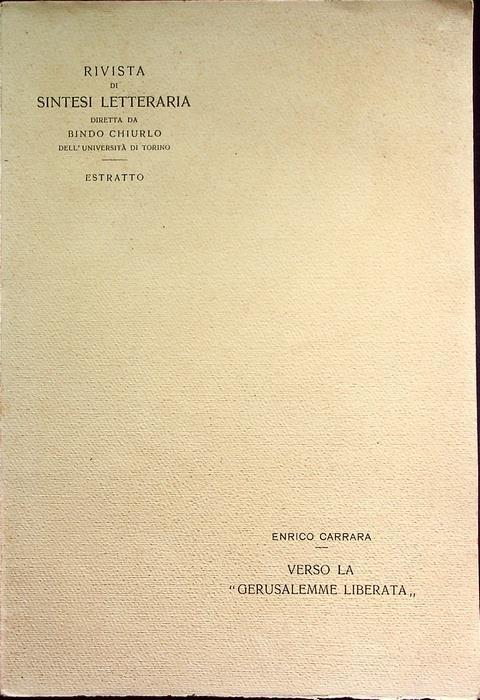 RIVISTA
DI
SINTESI LETTERARIA
DIRETTA DA
BINDO CHIURLO
DELL'UNIVERSITÀ DI TORINO
ESTRATTO
ENRICO CARRARA
VERSO LA
“GERUSALEMME LIBERATA„